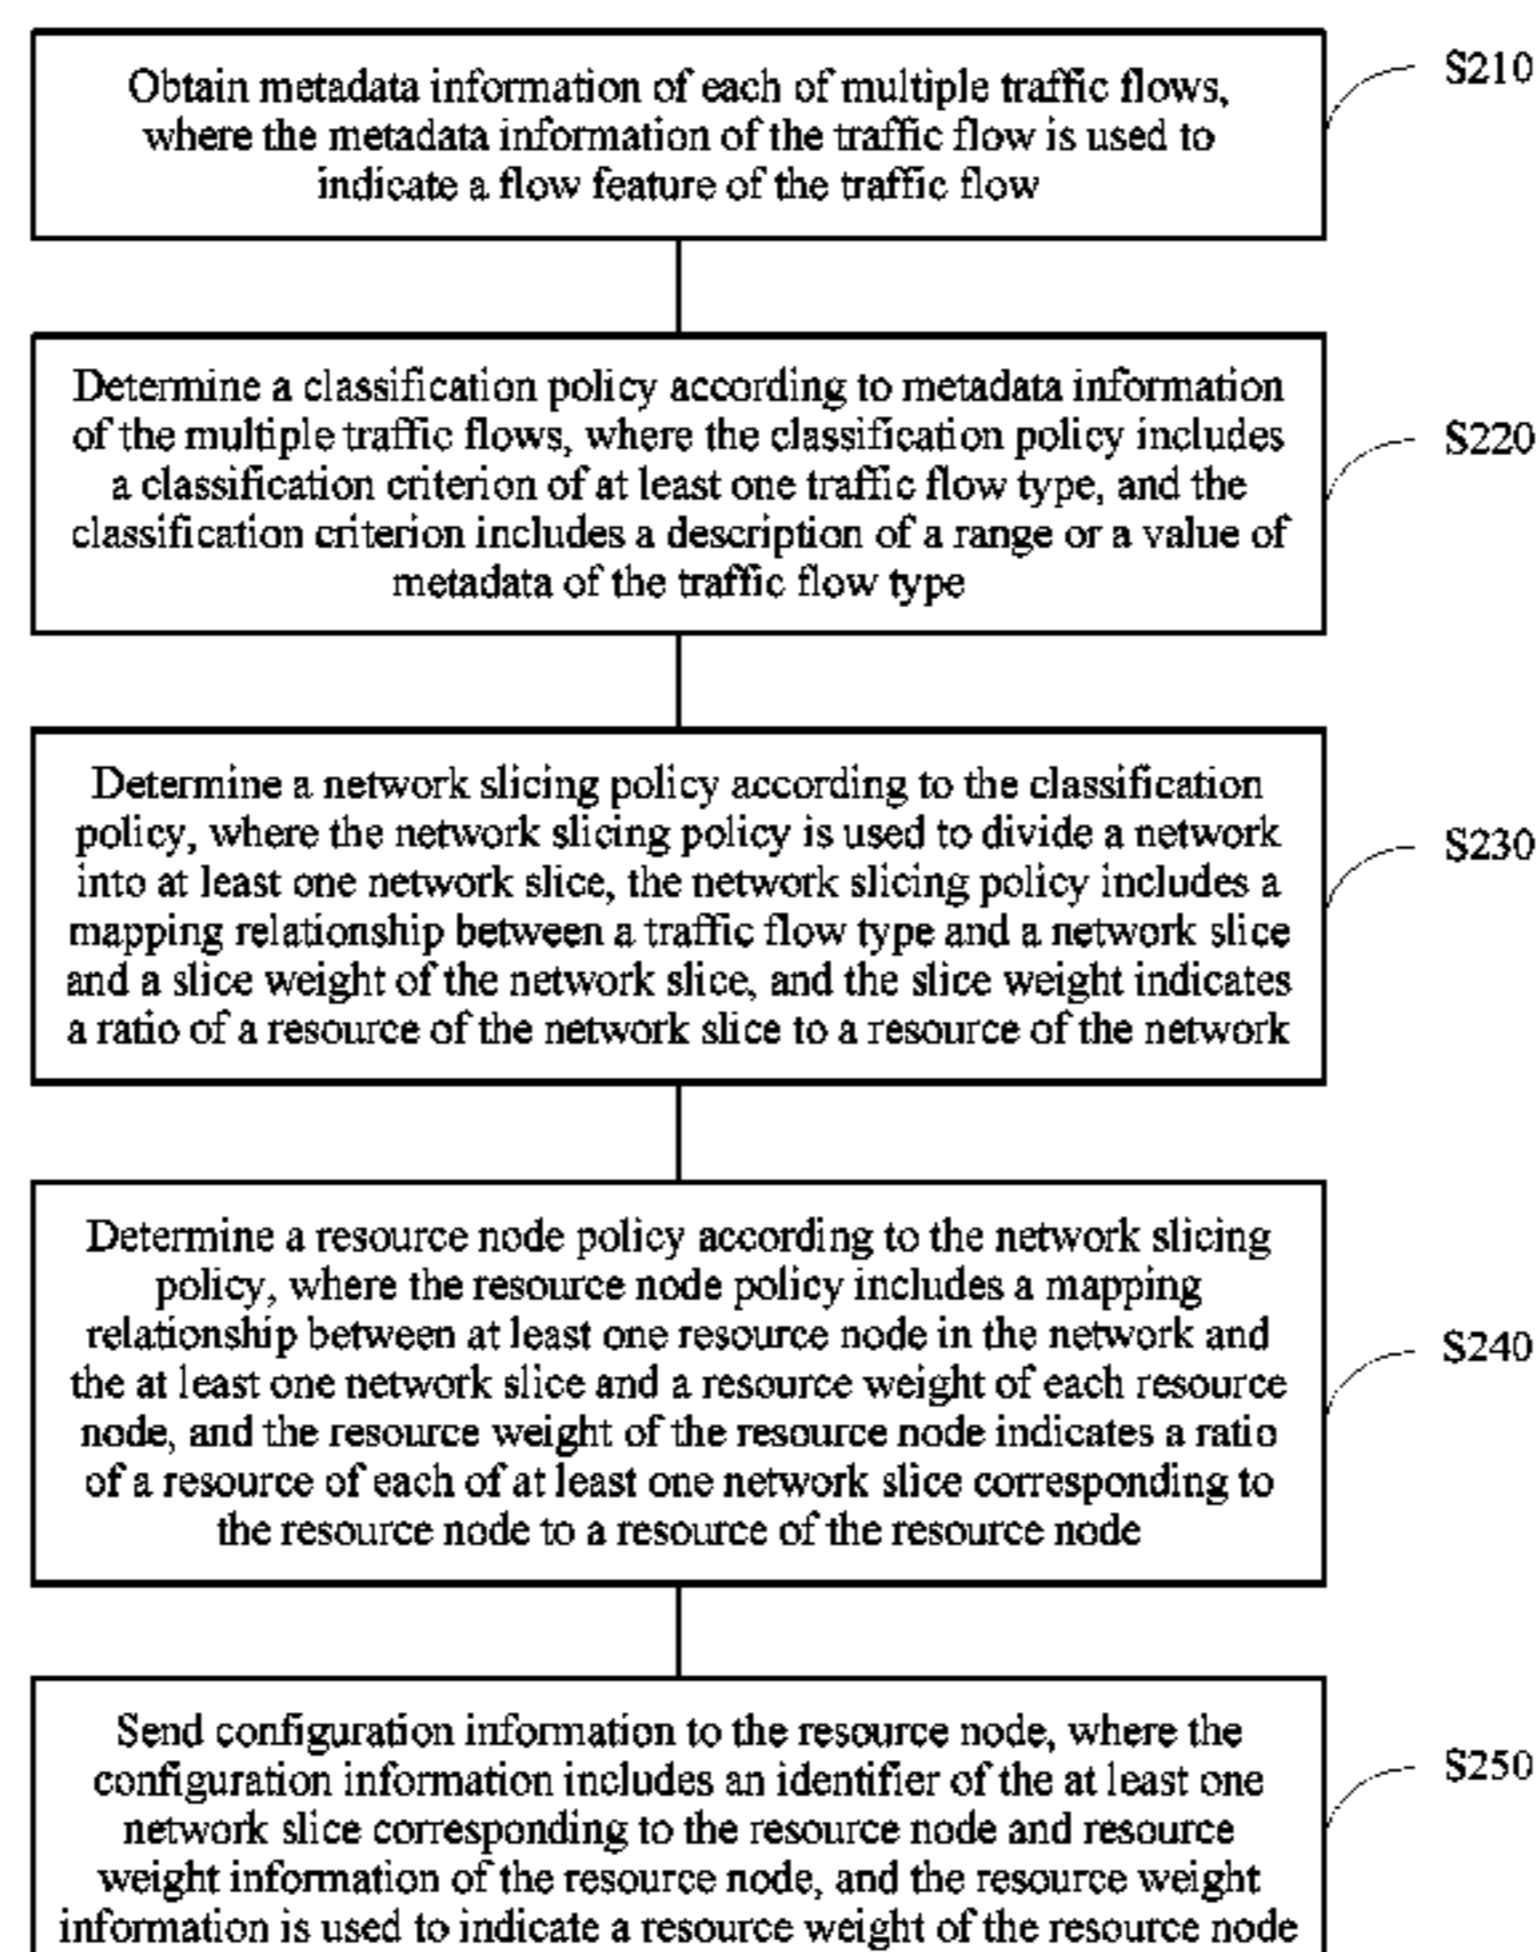 Obtain metadata information of each of multiple traffic flows,
where the metadata information of the traffic flow is used to
indicate a flow feature of the traffic flow
S210
Determine a classification policy according to metadata information
of the multiple traffic flows, where the classification policy includes
a classification criterion of at least one traffic flow type, and the
classification criterion includes a description of a range or a value of
metadata of the traffic flow type
S220
Determine a network slicing policy according to the classification
policy, where the network slicing policy is used to divide a network
into at least one network slice, the network slicing policy includes a
mapping relationship between a traffic flow type and a network slice
and a slice weight of the network slice, and the slice weight indicates
a ratio of a resource of the network slice to a resource of the network
S230
Determine a resource node policy according to the network slicing
policy, where the resource node policy includes a mapping
relationship between at least one resource node in the network and
the at least one network slice and a resource weight of each resource
node, and the resource weight of the resource node indicates a ratio
of a resource of each of at least one network slice corresponding to
the resource node to a resource of the resource node
S240
Send configuration information to the resource node, where the
configuration information includes an identifier of the at least one
network slice corresponding to the resource node and resource
weight information of the resource node, and the resource weight
information is used to indicate a resource weight of the resource node
S250